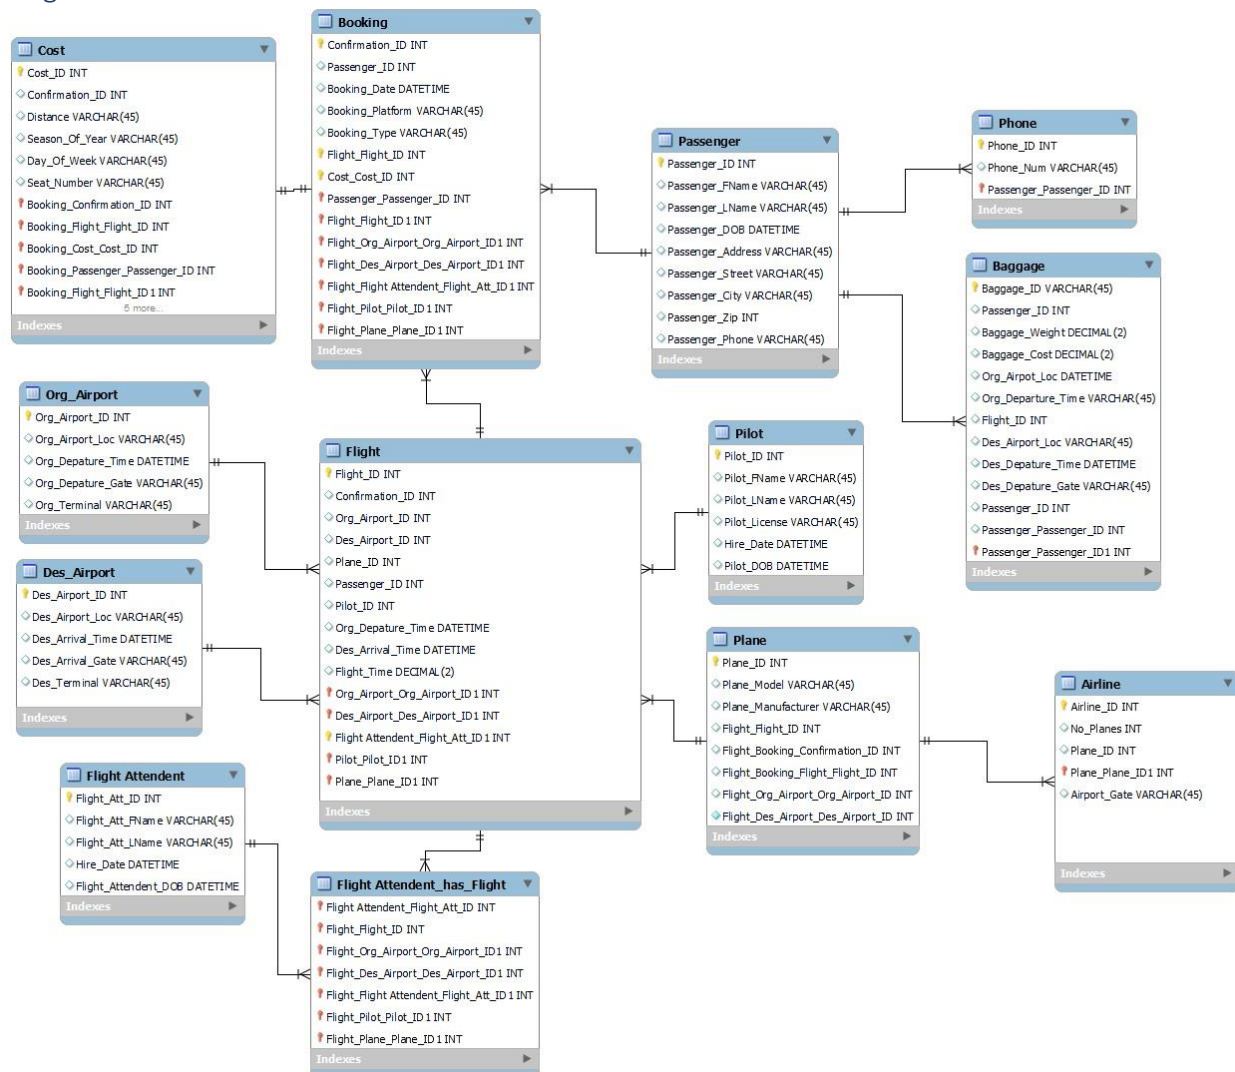 Booking
Confirmation_ID INT
Passenger_ID INT
Booking_Date DATETIME
Booking_Platform VARCHAR(45)
Booking_Type VARCHAR(45)
Flight_Flight_ID INT
Cost_Cost_ID INT
Passenger_Passenger_ID INT
Flight_Flight_ID1 INT
Flight_Org_Airport_Org_Airport_ID1 INT
Flight_Des_Airport_Des_Airport_ID1 INT
Flight_Flight Attendent_Flight_Att_ID1 INT
Flight_Pilot_Pilot_ID1 INT
Flight_Plane_Plane_ID1 INT
Indexes
Cost
Cost_ID INT
Confirmation_ID INT
Distance VARCHAR(45)
Season_Of_Year VARCHAR(45)
Day_Of_Week VARCHAR(45)
Seat_Number VARCHAR(45)
Booking_Confirmation_ID INT
Booking_Flight_Flight_ID INT
Booking_Cost_Cost_ID INT
Booking_Passenger_Passenger_ID INT
Booking_Flight_Flight_ID1 INT
5 more...
Indexes
Passenger
Passenger_ID INT
Passenger_FName VARCHAR(45)
Passenger_LName VARCHAR(45)
Passenger_DOB DATETIME
Passenger_Address VARCHAR(45)
Passenger_Street VARCHAR(45)
Passenger_City VARCHAR(45)
Passenger_Zip INT
Passenger_Phone VARCHAR(45)
Indexes
Phone
Phone_ID INT
Phone_Num VARCHAR(45)
Passenger_Passenger_ID INT
Indexes
Baggage
Baggage_ID VARCHAR(45)
Passenger_ID INT
Baggage_Weight DECIMAL(2)
Baggage_Cost DECIMAL(2)
Org_Airpot_Loc DATETIME
Org_Departure_Time VARCHAR(45)
Flight_ID INT
Des_Airport_Loc VARCHAR(45)
Des_Depature_Time DATETIME
Des_Depature_Gate VARCHAR(45)
Passenger_ID INT
Passenger_Passenger_ID INT
Passenger_Passenger_ID1 INT
Indexes
Org_Airport
Org_Airport_ID INT
Org_Airport_Loc VARCHAR(45)
Org_Depature_Time DATETIME
Org_Depature_Gate VARCHAR(45)
Org_Terminal VARCHAR(45)
Indexes
Des_Airport
Des_Airport_ID INT
Des_Airport_Loc VARCHAR(45)
Des_Arrival_Time DATETIME
Des_Arrival_Gate VARCHAR(45)
Des_Terminal VARCHAR(45)
Indexes
Flight
Flight_ID INT
Confirmation_ID INT
Org_Airport_ID INT
Des_Airport_ID INT
Plane_ID INT
Passenger_ID INT
Pilot_ID INT
Org_Depature_Time DATETIME
Des_Arrival_Time DATETIME
Flight_Time DECIMAL(2)
Org_Airport_Org_Airport_ID1 INT
Des_Airport_Des_Airport_ID1 INT
Flight Attendent_Flight_Att_ID1 INT
Pilot_Pilot_ID1 INT
Plane_Plane_ID1 INT
Indexes
Pilot
Pilot_ID INT
Pilot_FName VARCHAR(45)
Pilot_LName VARCHAR(45)
Pilot_License VARCHAR(45)
Hire_Date DATETIME
Pilot_DOB DATETIME
Indexes
Plane
Plane_ID INT
Plane_Model VARCHAR(45)
Plane_Manufacturer VARCHAR(45)
Flight_Flight_ID INT
Flight_Booking_Confirmation_ID INT
Flight_Booking_Flight_Flight_ID INT
Flight_Org_Airport_Org_Airport_ID INT
Flight_Des_Airport_Des_Airport_ID INT
Indexes
Airline
Airline_ID INT
No_Planes INT
Plane_ID INT
Plane_Plane_ID1 INT
Airport_Gate VARCHAR(45)
Indexes
Flight Attendent
Flight_Att_ID INT
Flight_Att_FName VARCHAR(45)
Flight_Att_LName VARCHAR(45)
Hire_Date DATETIME
Flight_Attendent_DOB DATETIME
Indexes
Flight Attendent_has_Flight
Flight Attendent_Flight_Att_ID INT
Flight_Flight_ID INT
Flight_Org_Airport_Org_Airport_ID1 INT
Flight_Des_Airport_Des_Airport_ID1 INT
Flight_Flight Attendent_Flight_Att_ID1 INT
Flight_Pilot_Pilot_ID1 INT
Flight_Plane_Plane_ID1 INT
Indexes